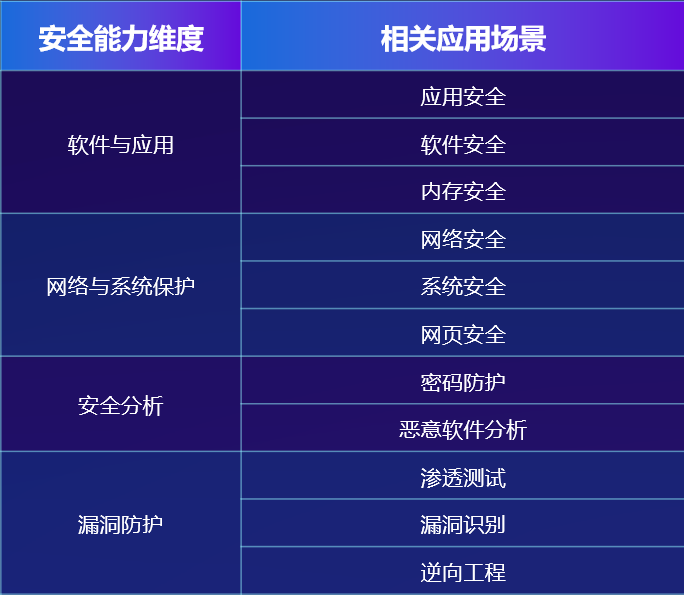 安全能力维度 相关应用场景
软件与应用
应用安全
软件安全
内存安全
网络与系统保护
网络安全
系统安全
网页安全
安全分析
密码防护
恶意软件分析
漏洞防护
渗透测试
漏洞识别
逆向工程